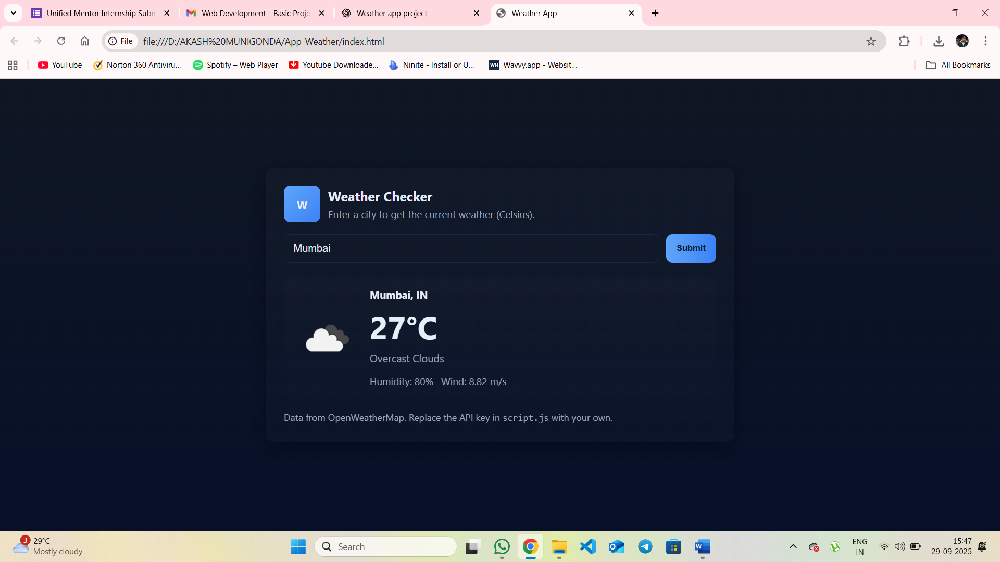 Unified Mentor Internship Subm
Web Development - Basic Proje
Weather app project
Weather App
File
file:///D:/AKASH%20MUNIGONDA/App-Weather/index.html
YouTube
Norton 360 Antiviru...
Spotify – Web Player
Youtube Downloade...
Ninite - Install or U...
WH
Wavvy.app - Websit...
All Bookmarks
W
Weather Checker
Enter a city to get the current weather (Celsius).
Mumbai
Submit
Mumbai, IN
27°C
Overcast Clouds
Humidity: 80% Wind: 8.82 m/s
Data from OpenWeatherMap. Replace the API key in script.js with your own.
3
29°C
Mostly cloudy
Search
ENG
IN
15:47
29-09-2025